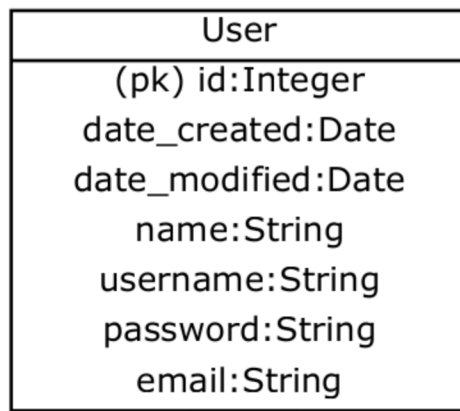 User
(pk) id:Integer
date_created:Date
date_modified:Date
name:String
username:String
password:String
email:String